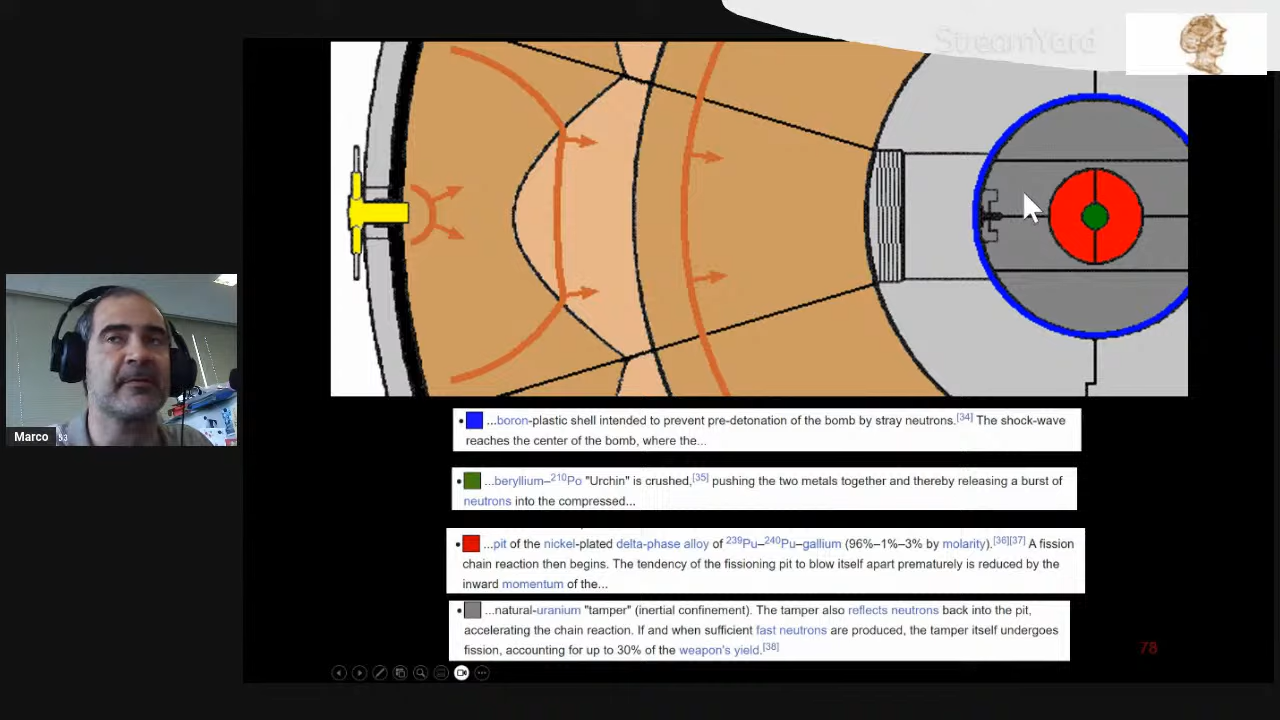 StreamYard
• ...boron-plastic shell intended to prevent pre-detonation of the bomb by stray neutrons.[34] The shock-wave
reaches the center of the bomb, where the...
• ...beryllium–210Po "Urchin" is crushed,[35] pushing the two metals together and thereby releasing a burst of
neutrons into the compressed...
• ...pit of the nickel-plated delta-phase alloy of 239Pu–240Pu–gallium (96%–1%–3% by molarity).[36][37] A fission
chain reaction then begins. The tendency of the fissioning pit to blow itself apart prematurely is reduced by the
inward momentum of the...
• ...natural-uranium "tamper" (inertial confinement). The tamper also reflects neutrons back into the pit,
accelerating the chain reaction. If and when sufficient fast neutrons are produced, the tamper itself undergoes
fission, accounting for up to 30% of the weapon's yield.[38]
78
Marco